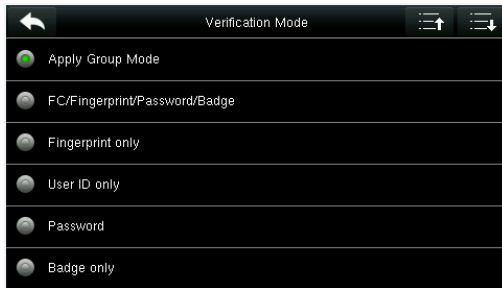 Verification Mode
Apply Group Mode
FC/Fingerprint/Password/Badge
Fingerprint only
User ID only
Password
Badge only